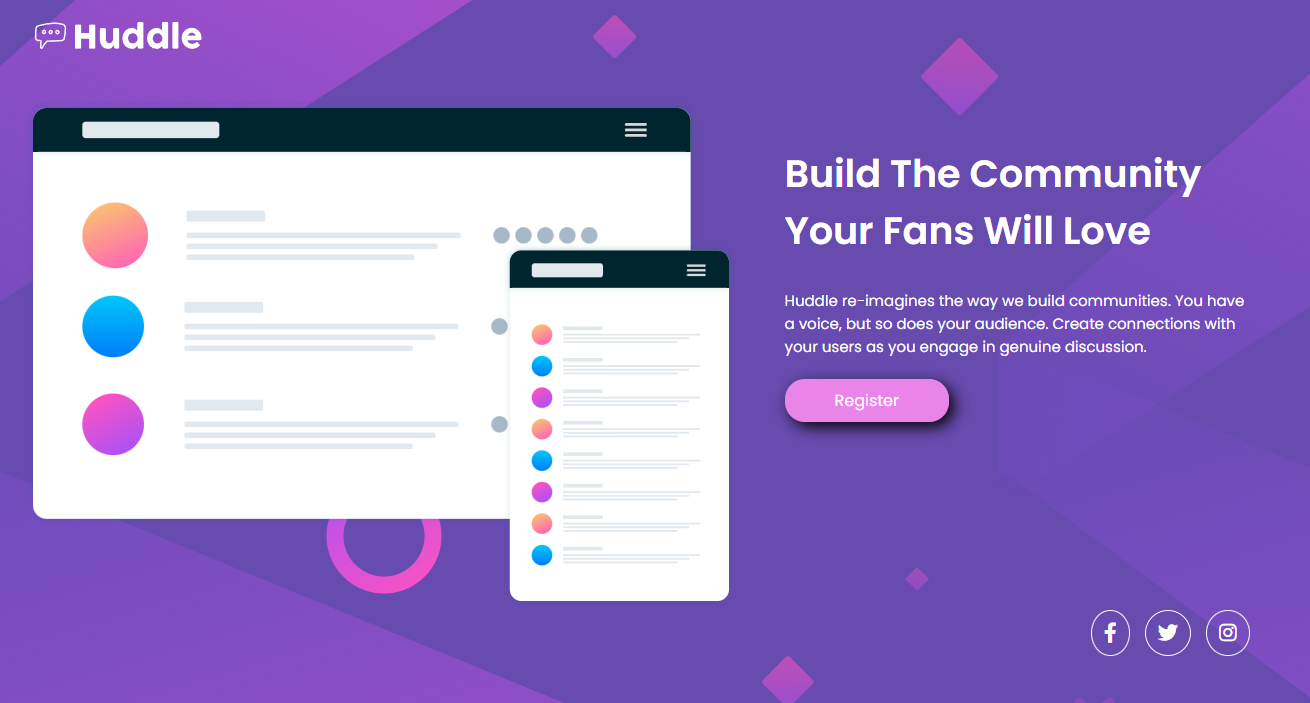 Huddle
Build The Community
Your Fans Will Love
Huddle re-imagines the way we build communities. You have
a voice, but so does your audience. Create connections with
your users as you engage in genuine discussion.
Register